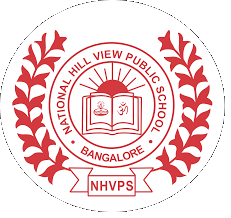 NATIONAL HILL VIEW PUBLIC SCHOOL
BANGALORE
ॐ
NHVPS